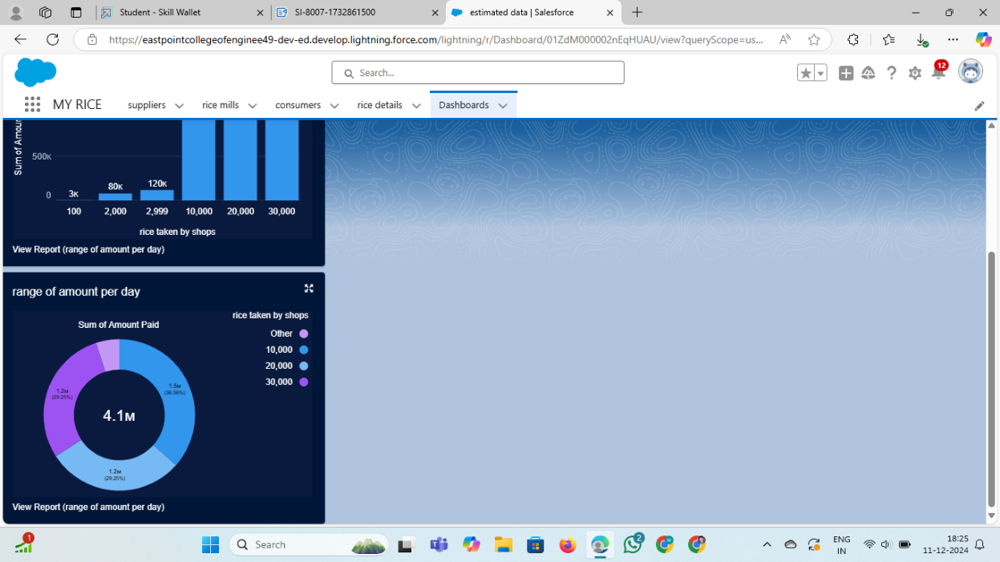 Student - Skill Wallet
SI-8007-1732861500
estimated data | Salesforce
https://eastpointcollegeofenginee49-dev-ed.develop.lightning.force.com/lightning/r/Dashboard/01ZdM000002nEqHUAU/view?queryScope=us...
Search...
12
MY RICE
suppliers
rice mills
consumers
rice details
Dashboards
Sum of Amoun
500K
0
3K
80K
120K
100
2,000
2,999
10,000
20,000
30,000
rice taken by shops
View Report (range of amount per day)
range of amount per day
rice taken by shops
Sum of Amount Paid
Other
10,000
20,000
30,000
1.5M
(36.56%)
1.2M
(29.25%)
4.1M
1.2M
(29.25%)
View Report (range of amount per day)
1
Search
2
ENG
IN
18:25
11-12-2024